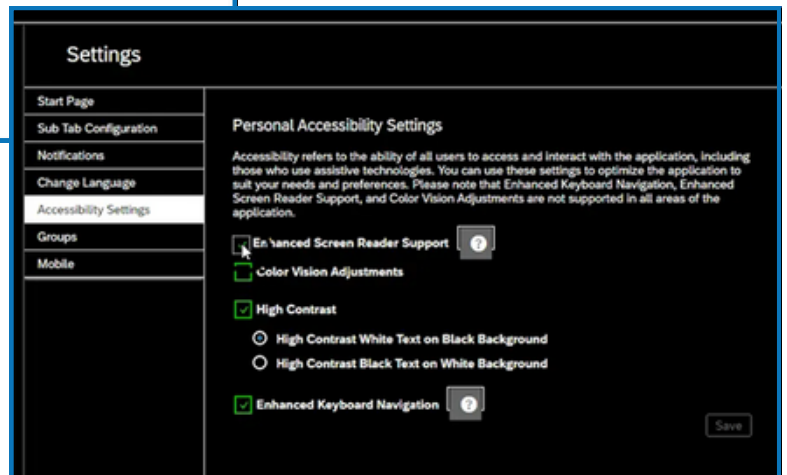 Settings
Start Page
Sub Tab Configuration
Notifications
Change Language
Accessibility Settings
Groups
Mobile
Personal Accessibility Settings
Accessibility refers to the ability of all users to access and interact with the application, including
those who use assistive technologies. You can use these settings to optimize the application to
suit your needs and preferences. Please note that Enhanced Keyboard Navigation, Enhanced
Screen Reader Support, and Color Vision Adjustments are not supported in all areas of the
application.
Enhanced Screen Reader Support ?
Color Vision Adjustments
High Contrast
High Contrast White Text on Black Background
High Contrast Black Text on White Background
Enhanced Keyboard Navigation ?
Save